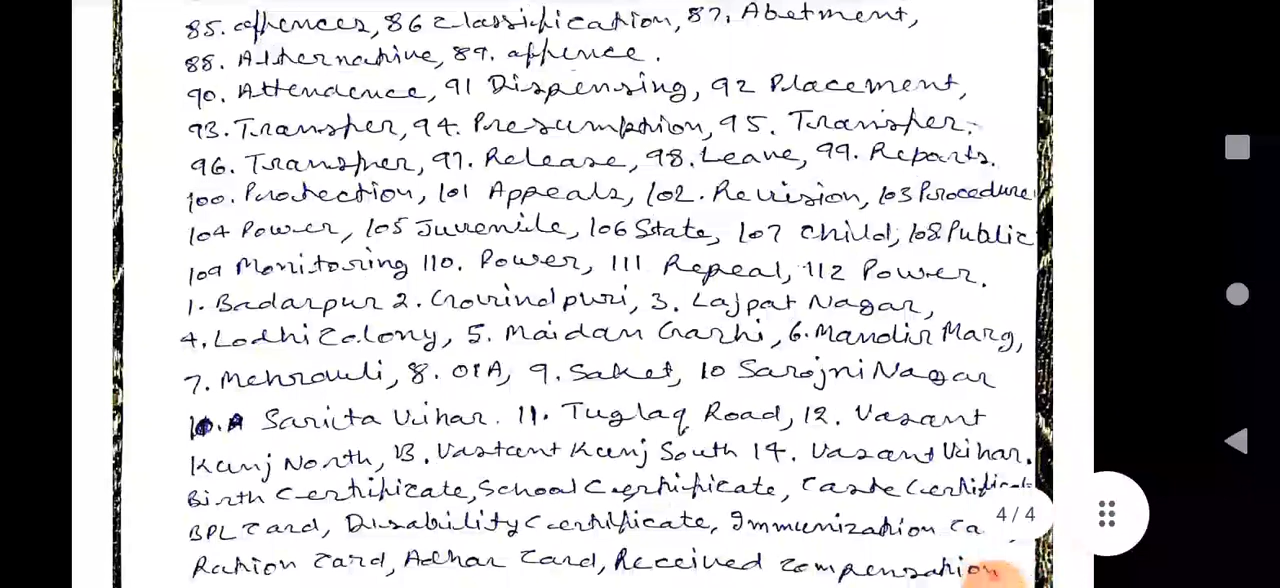 85. offences, 86 Classification, 87. Abetment,
88. Alternative, 89. offence.
90. Attendence, 91 Dispensing, 92 Placement,
93. Transfer, 94. Presumption, 95. Transfer.
96. Transfer, 97. Release, 98. Leave, 99. Reports.
100. Protection, 101 Appeals, 102. Revision, 103 Procedure
104 Power, 105 Juvenile, 106 State, 107 Child, 108 Public
109 Monitoring 110. Power, 111 Repeal, 112 Power.
1. Badarpur 2. Govindpuri, 3. Lajpat Nagar,
4. Lodhi Colony, 5. Maidan Garhi, 6. Mandir Marg,
7. Mehrauli, 8. OIA, 9. Saket, 10 Sarojni Nagar
10.A Sarita Vihar. 11. Tuglaq Road, 12. Vasant
Kunj North, 13. Vastant Kunj South 14. Vasant Vihar.
Birth Certificate, School Certificate, Caste Certificate
BPL Card, Disability Certificate, Immunization Ca
4/4
Ration Card, Adhar Card, Received Compensation